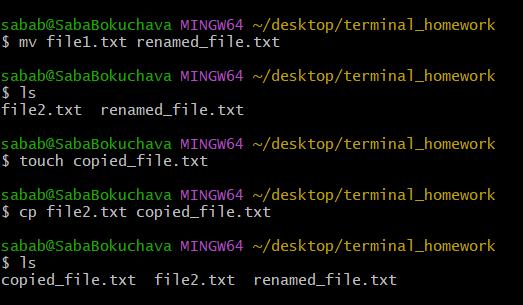 sabab@SabaBokuchava MINGW64 ~/desktop/terminal_homework
$ mv file1.txt renamed_file.txt
sabab@SabaBokuchava MINGW64 ~/desktop/terminal_homework
$ ls
file2.txt  renamed_file.txt
sabab@SabaBokuchava MINGW64 ~/desktop/terminal_homework
$ touch copied_file.txt
sabab@SabaBokuchava MINGW64 ~/desktop/terminal_homework
$ cp file2.txt copied_file.txt
sabab@SabaBokuchava MINGW64 ~/desktop/terminal_homework
$ ls
copied_file.txt  file2.txt  renamed_file.txt